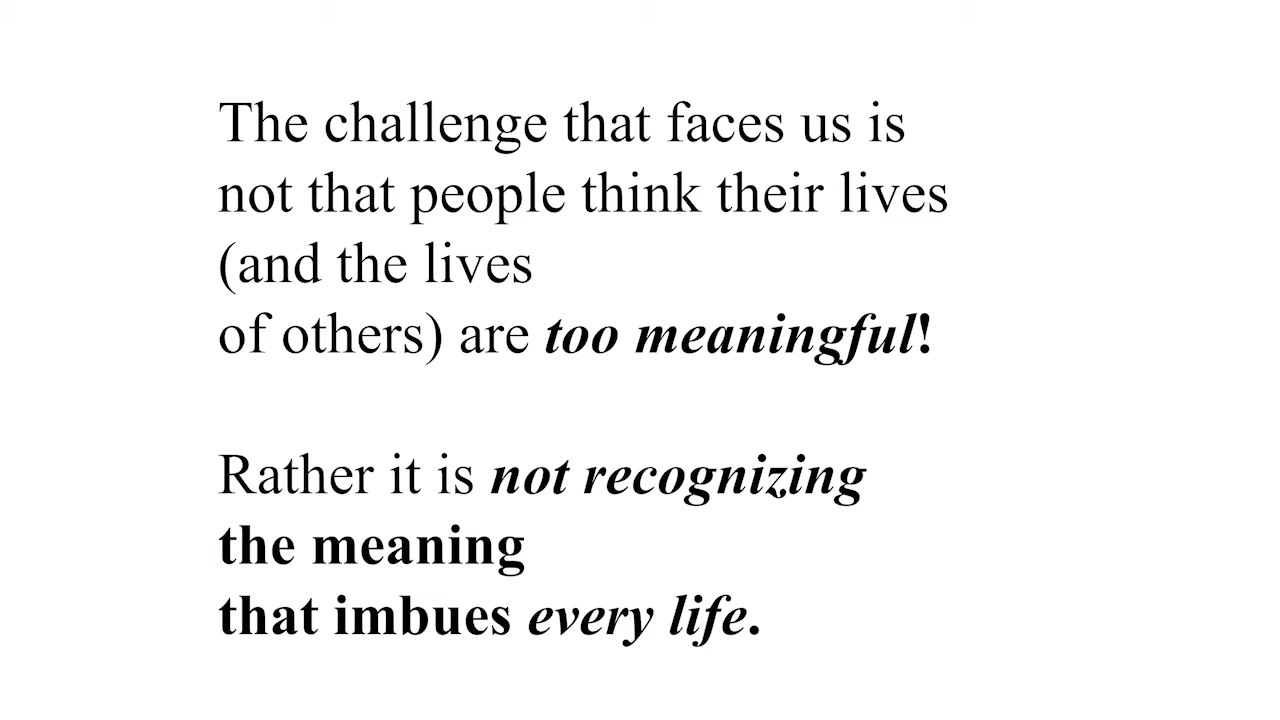 The challenge that faces us is
not that people think their lives
(and the lives
of others) are too meaningful!
Rather it is not recognizing
the meaning
that imbues every life.